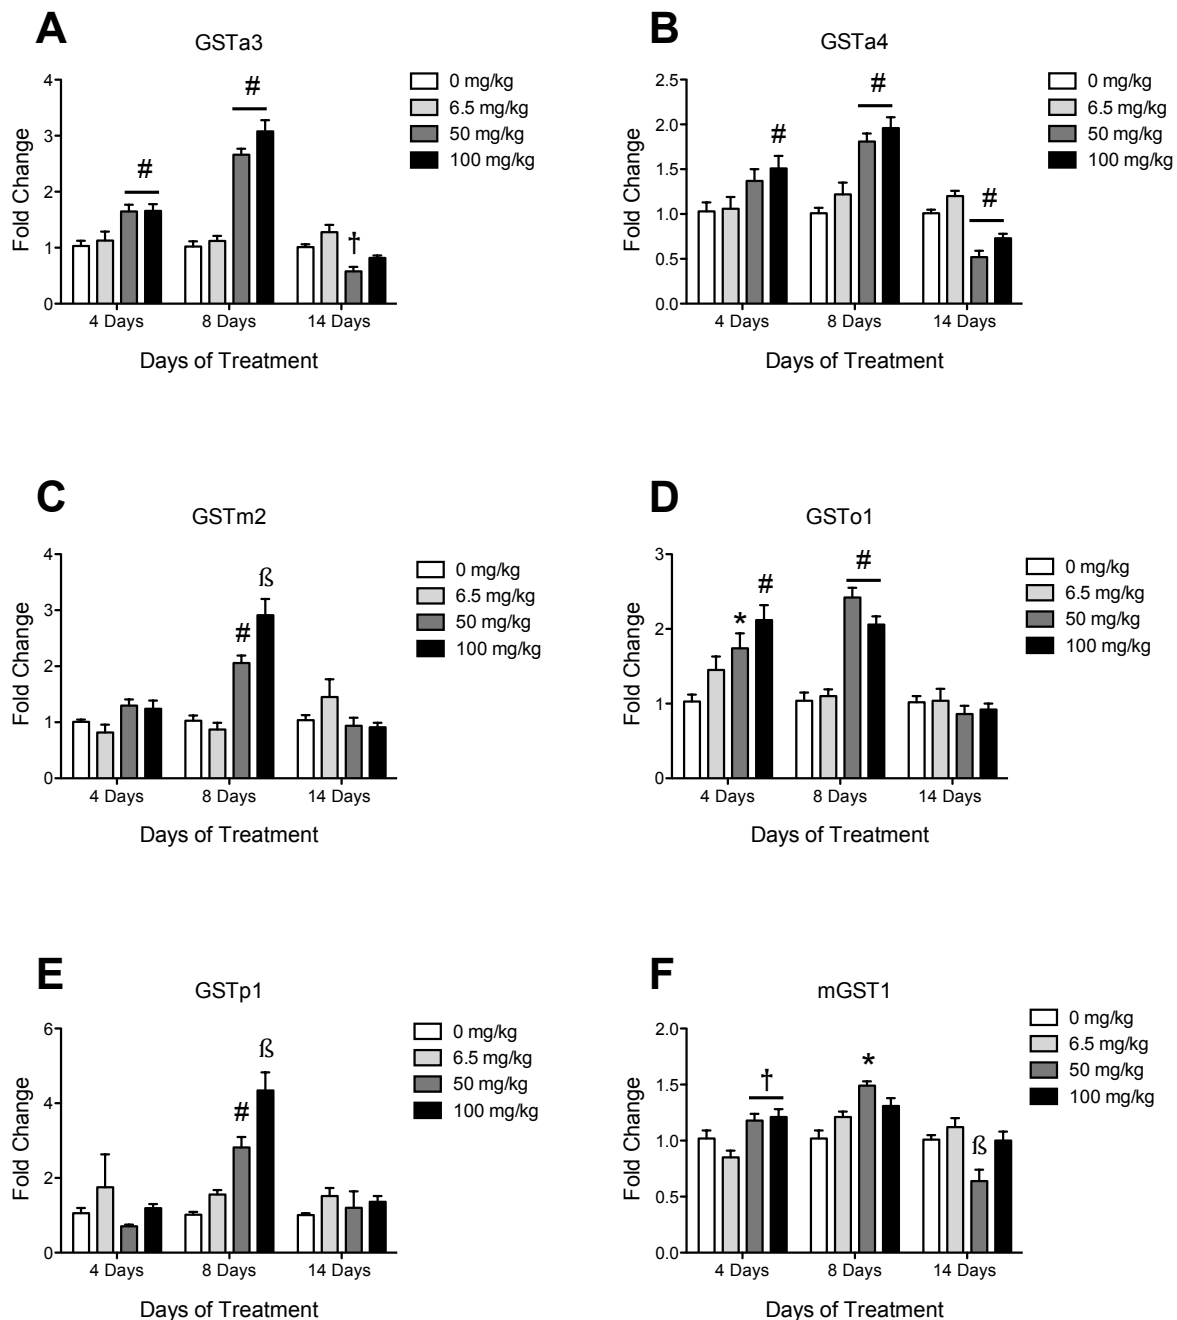 A
GSTa3
4
3
2
1
0
Fold Change
#
#
†
4 Days
8 Days
14 Days
Days of Treatment
0 mg/kg
6.5 mg/kg
50 mg/kg
100 mg/kg
B
GSTa4
2.5
2.0
1.5
1.0
0.5
0.0
Fold Change
#
#
#
4 Days
8 Days
14 Days
Days of Treatment
0 mg/kg
6.5 mg/kg
50 mg/kg
100 mg/kg
C
GSTm2
4
3
2
1
0
Fold Change
#
ß
4 Days
8 Days
14 Days
Days of Treatment
0 mg/kg
6.5 mg/kg
50 mg/kg
100 mg/kg
D
GSTo1
3
2
1
0
Fold Change
*
#
#
4 Days
8 Days
14 Days
Days of Treatment
0 mg/kg
6.5 mg/kg
50 mg/kg
100 mg/kg
E
GSTp1
6
4
2
0
Fold Change
#
ß
4 Days
8 Days
14 Days
Days of Treatment
0 mg/kg
6.5 mg/kg
50 mg/kg
100 mg/kg
F
mGST1
2.0
1.5
1.0
0.5
0.0
Fold Change
†
*
ß
4 Days
8 Days
14 Days
Days of Treatment
0 mg/kg
6.5 mg/kg
50 mg/kg
100 mg/kg